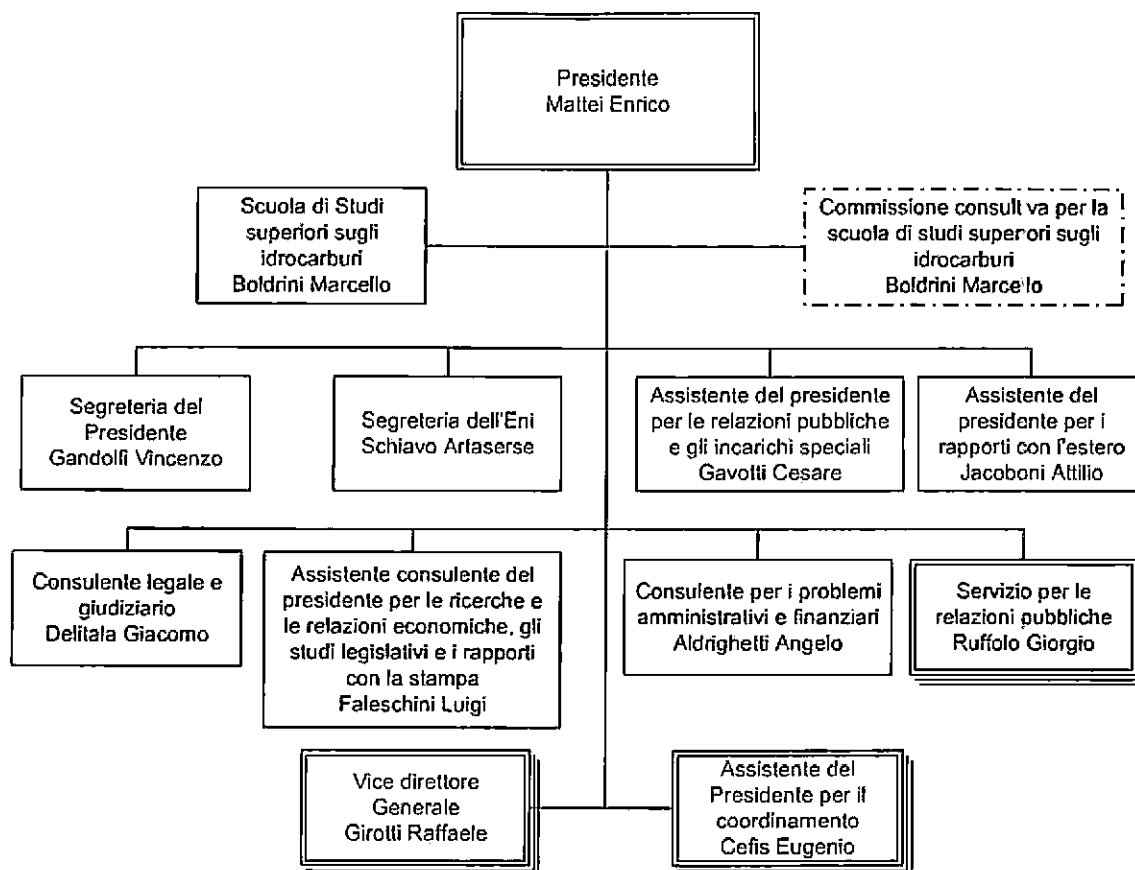 Presidente
Mattei Enrico
Scuola di Studi
superiori sugli
idrocarburi
Boldrini Marcello
Commissione consult va per la
scuola di studi superiori sugli
idrocarburi
Boldrini Marcello
Segreteria del
Presidente
Gandolfi Vincenzo
Segreteria dell'Eni
Schiavo Artaserse
Assistente del presidente
per le relazioni pubbliche
e gli incarichi speciali
Gavotti Cesare
Assistente del
presidente per i
rapporti con l'estero
Jacoboni Attilio
Consulente legale e
giudiziario
Delitala Giacomo
Assistente consulente del
presidente per le ricerche e
le relazioni economiche, gli
studi legislativi e i rapporti
con la stampa
Faleschini Luigi
Consulente per i problemi
amministrativi e finanziari
Aldrighetti Angelo
Servizio per le
relazioni pubbliche
Ruffolo Giorgio
Vice direttore
Generale
Girotti Raffaele
Assistente del
Presidente per il
coordinamento
Cefis Eugenio